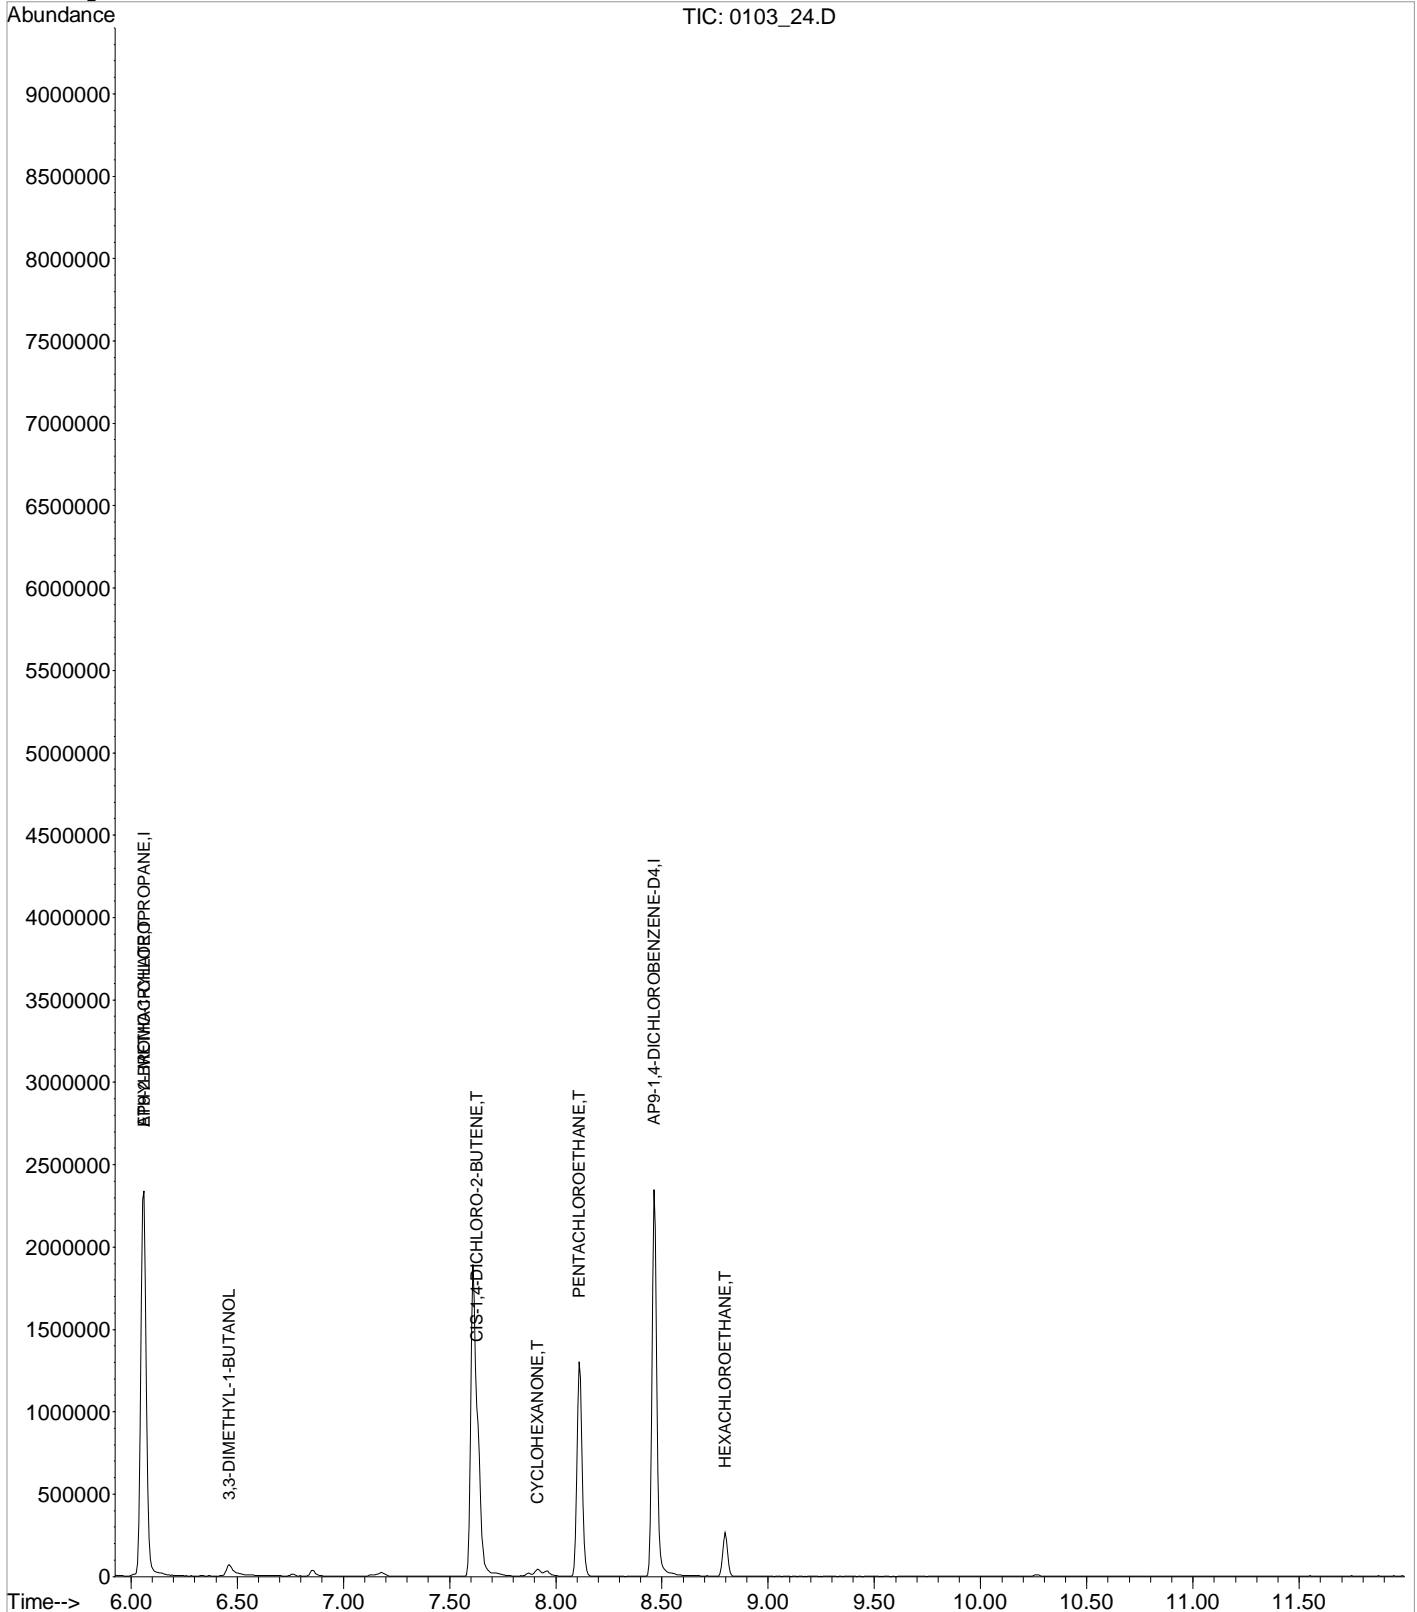 Abundance
TIC: 0103_24.D
9000000
8500000
8000000
7500000
7000000
6500000
6000000
5500000
5000000
4500000
4000000
3500000
3000000
2500000
2000000
1500000
1000000
500000
0
3,3-DIMETHYL-1-BUTANOL
CIS-1,4-DICHLORO-2-BUTENE,T
CYCLOHEXANONE,T
PENTACHLOROETHANE,T
AP9-1,4-DICHLOROBENZENE-D4,I
HEXACHLOROETHANE,T
Time-->
6.00 6.50 7.00 7.50 8.00 8.50 9.00 9.50 10.00 10.50 11.00 11.50